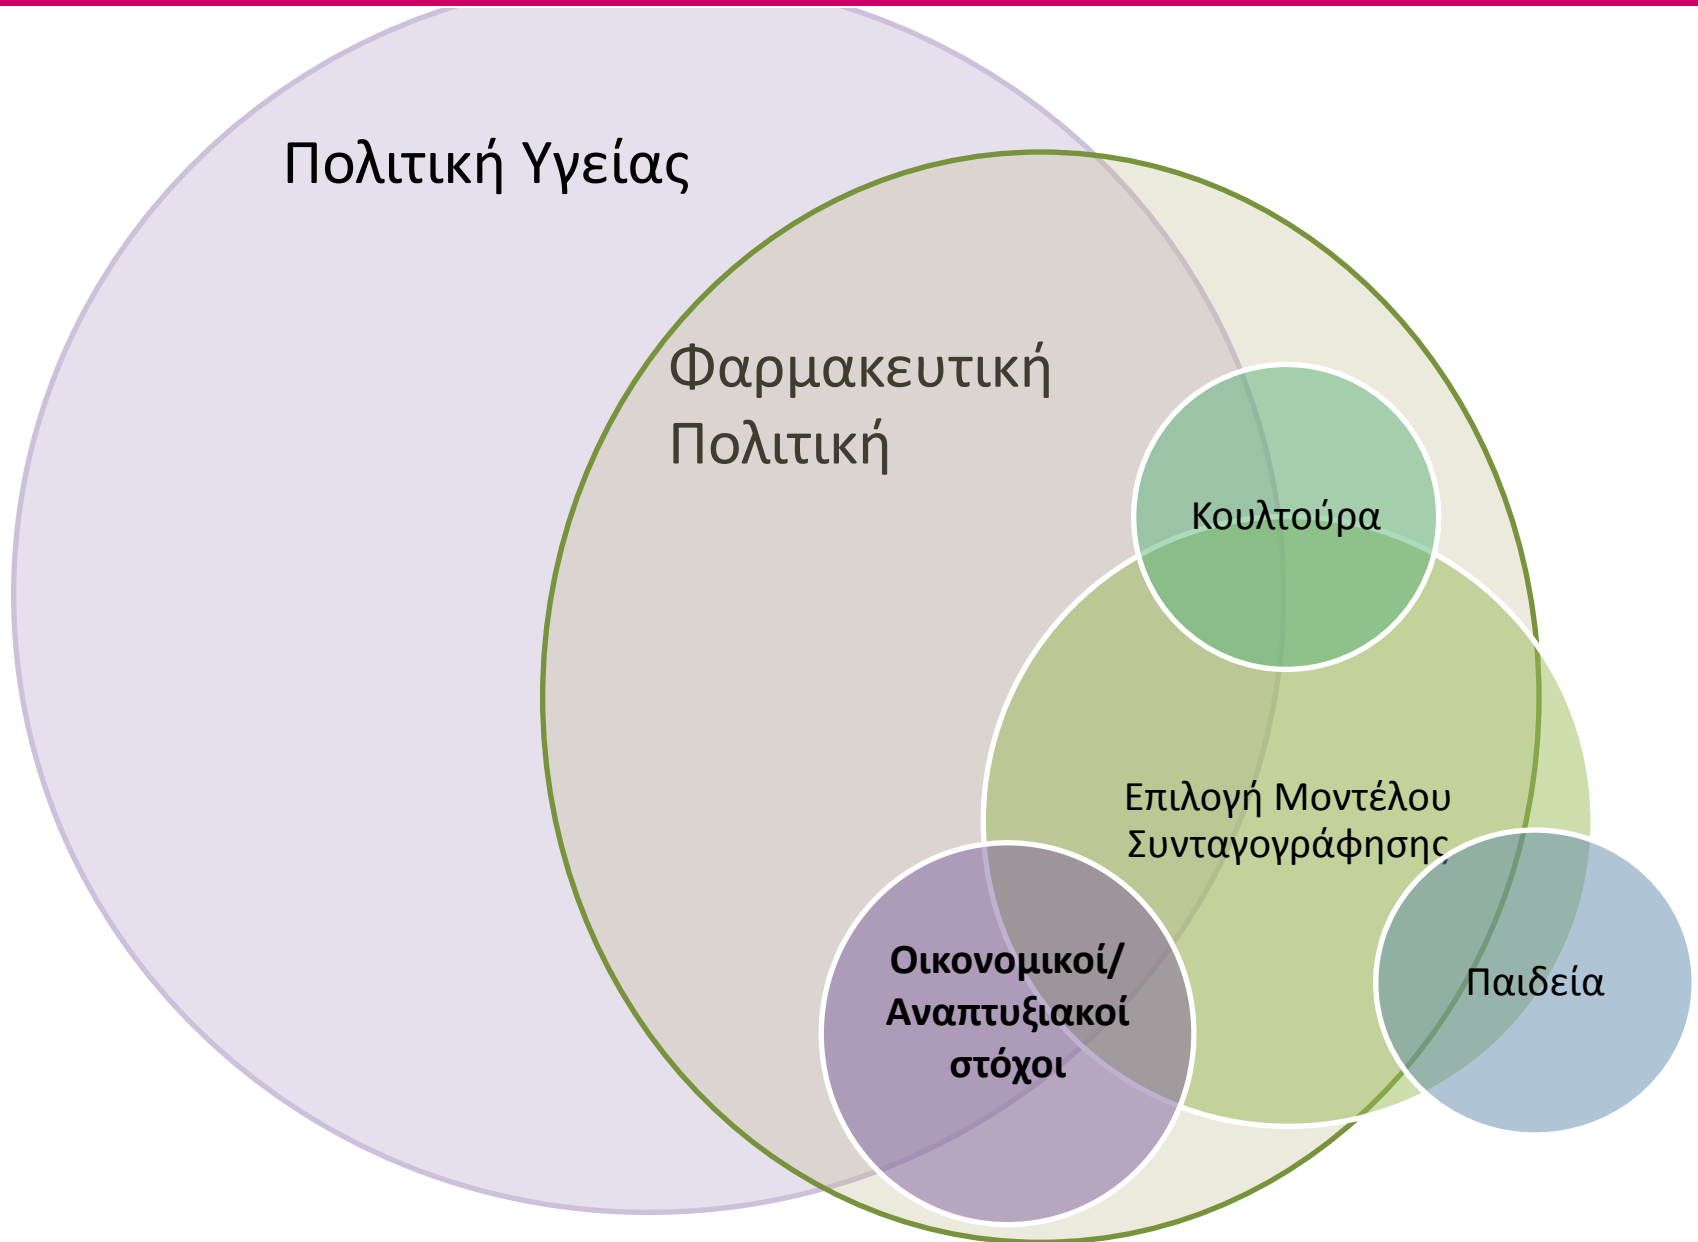 Πολιτική Υγείας
Φαρμακευτική
Πολιτική
Κουλτούρα
Επιλογή Μοντέλου
Συνταγογράφησης
Οικονομικοί/
Αναπτυξιακοί
στόχοι
Παιδεία